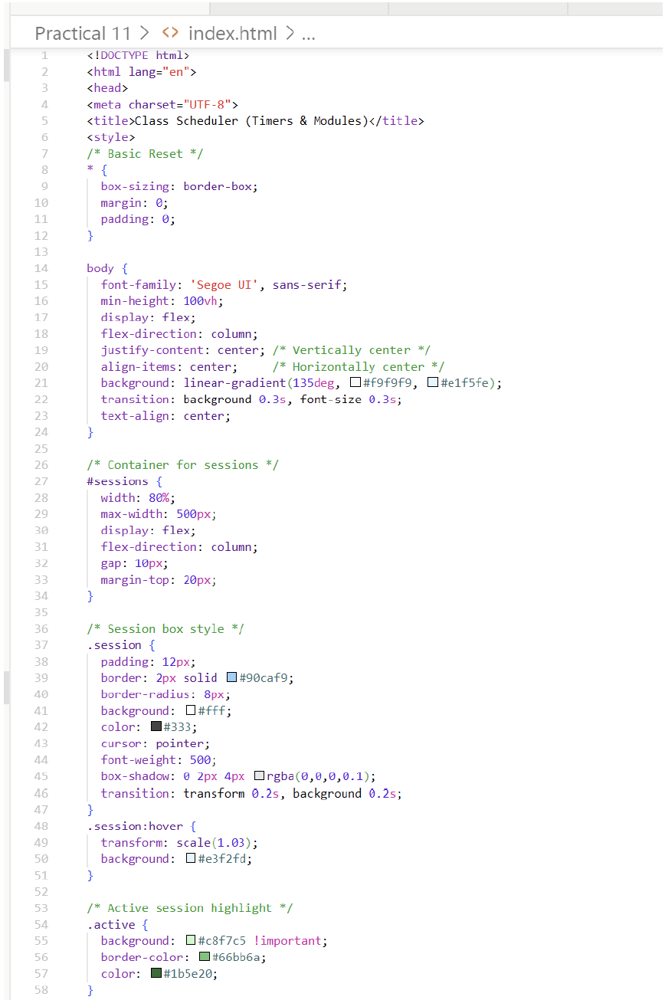 Practical 11 > <> index.html > ...
1 <!DOCTYPE html>
2 <html lang="en">
3 <head>
4 <meta charset="UTF-8">
5 <title>Class Scheduler (Timers & Modules)</title>
6 <style>
7 /* Basic Reset */
8 * {
9   box-sizing: border-box;
10   margin: 0;
11   padding: 0;
12 }
13
14 body {
15   font-family: 'Segoe UI', sans-serif;
16   min-height: 100vh;
17   display: flex;
18   flex-direction: column;
19   justify-content: center; /* Vertically center */
20   align-items: center;     /* Horizontally center */
21   background: linear-gradient(135deg, #f9f9f9, #e1f5fe);
22   transition: background 0.3s, font-size 0.3s;
23   text-align: center;
24 }
25
26 /* Container for sessions */
27 #sessions {
28   width: 80%;
29   max-width: 500px;
30   display: flex;
31   flex-direction: column;
32   gap: 10px;
33   margin-top: 20px;
34 }
35
36 /* Session box style */
37 .session {
38   padding: 12px;
39   border: 2px solid #90caf9;
40   border-radius: 8px;
41   background: #fff;
42   color: #333;
43   cursor: pointer;
44   font-weight: 500;
45   box-shadow: 0 2px 4px rgba(0,0,0,0.1);
46   transition: transform 0.2s, background 0.2s;
47 }
48 .session:hover {
49   transform: scale(1.03);
50   background: #e3f2fd;
51 }
52
53 /* Active session highlight */
54 .active {
55   background: #c8f7c5 !important;
56   border-color: #66bb6a;
57   color: #1b5e20;
58 }